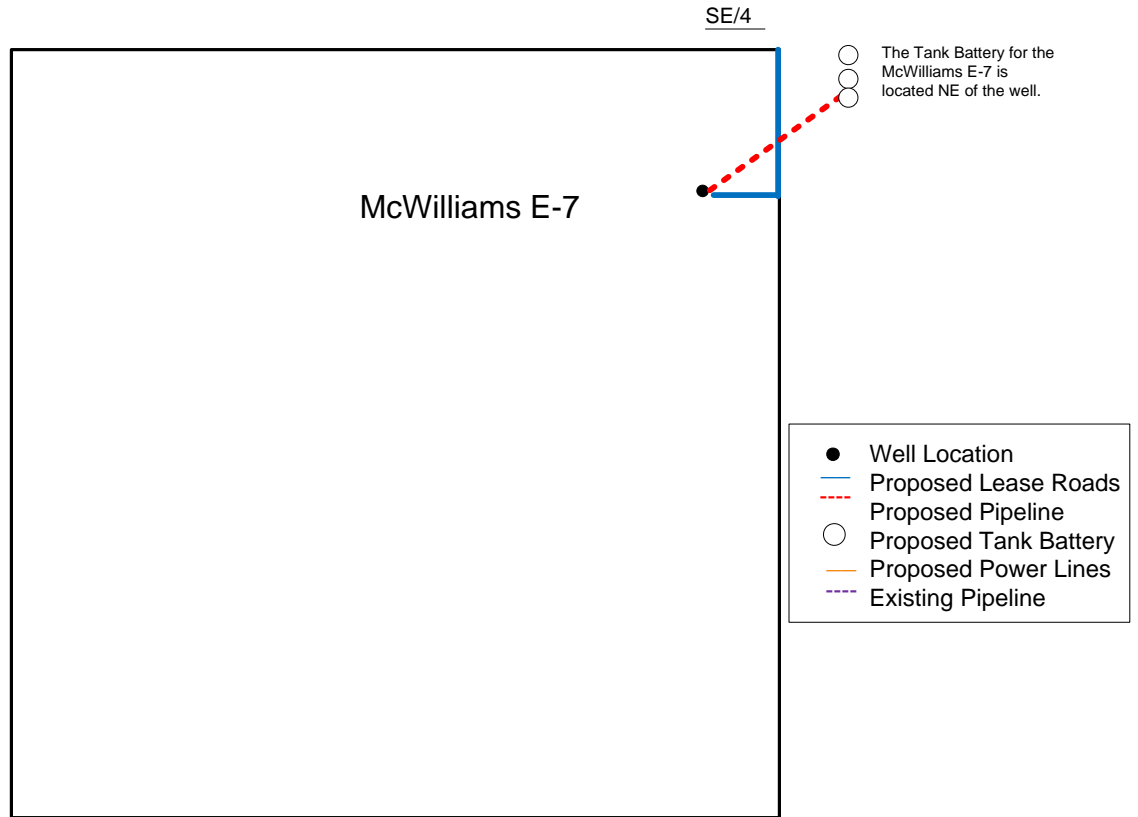 SE/4
The Tank Battery for the
McWilliams E-7 is
located NE of the well.
McWilliams E-7
Well Location
Proposed Lease Roads
Proposed Pipeline
Proposed Tank Battery
Proposed Power Lines
Existing Pipeline